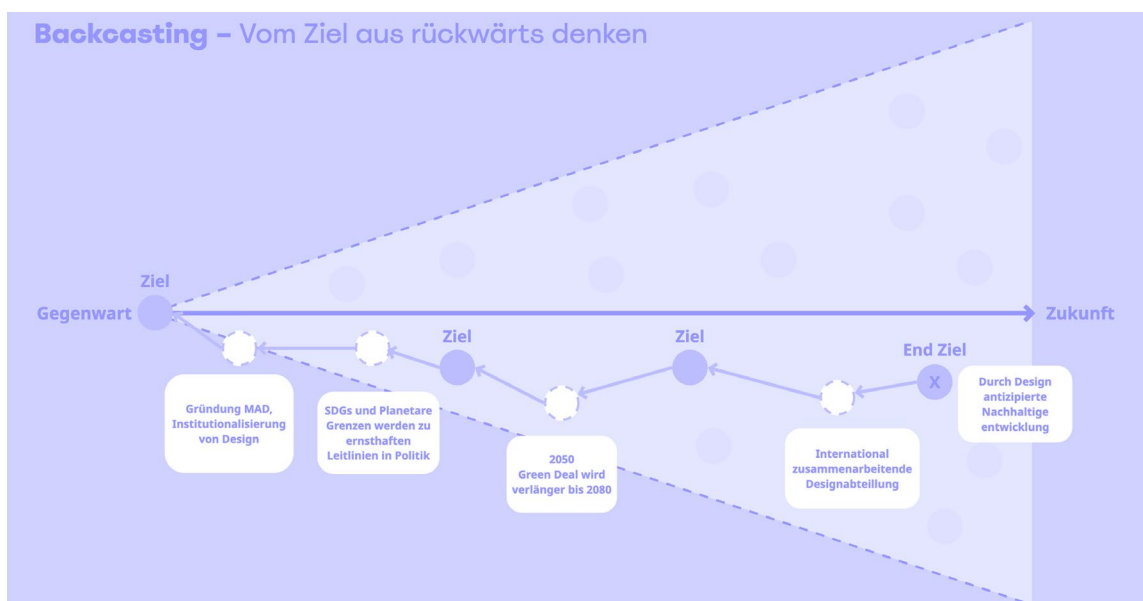 Backcasting – Vom Ziel aus rückwärts denken
Ziel
Gegenwart
Zukunft
Ziel
Ziel
End Ziel
X
Durch Design
antizipierte
Nachhaltige
entwicklung
Gründung MAD,
Institutionalisierung
von Design
SDGs und Planetare
Grenzen werden zu
ernsthaften
Leitlinien in Politik
2050
Green Deal wird
verlänger bis 2080
International
zusammenarbeitende
Designabteillung